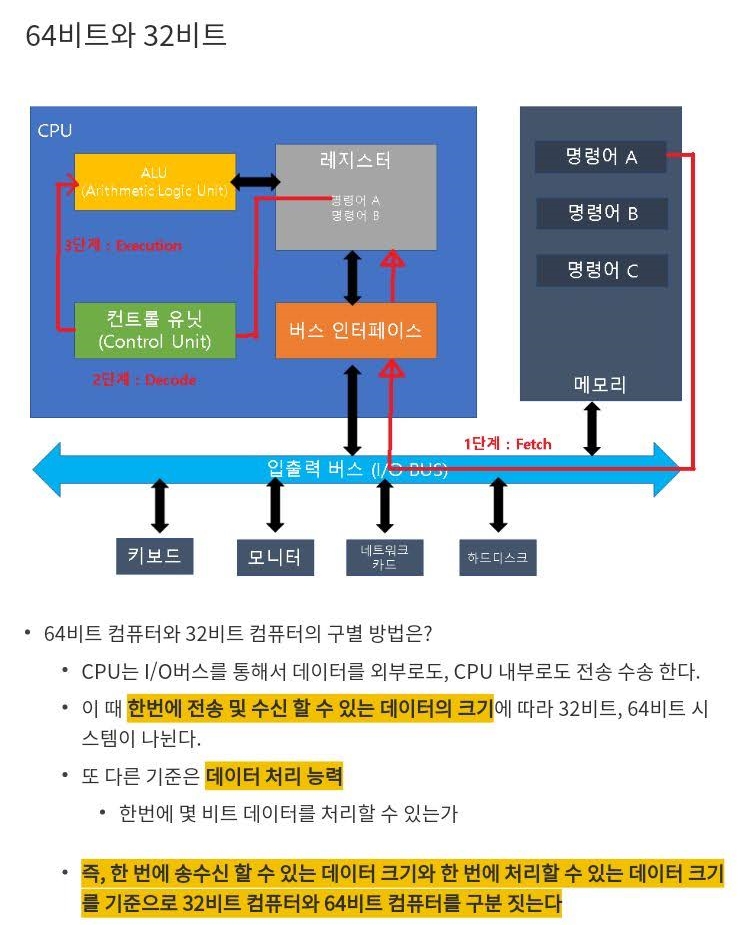 64비트와 32비트
CPU
ALU
(Arithmetic Logic Unit)
레지스터
명령어 A
명령어 B
3단계 : Execution
컨트롤 유닛
(Control Unit)
2단계 : Decode
버스 인터페이스
명령어 A
명령어 B
명령어 C
메모리
1단계 : Fetch
입출력 버스 (I/O BUS)
키보드
모니터
네트워크
카드
하드디스크
• 64비트 컴퓨터와 32비트 컴퓨터의 구별 방법은?
• CPU는 I/O버스를 통해서 데이터를 외부로도, CPU 내부로도 전송 수송 한다.
• 이 때 한번에 전송 및 수신 할 수 있는 데이터의 크기에 따라 32비트, 64비트 시
스템이 나뉜다.
• 또 다른 기준은 데이터 처리 능력
• 한번에 몇 비트 데이터를 처리할 수 있는가
• 즉, 한 번에 송수신 할 수 있는 데이터 크기와 한 번에 처리할 수 있는 데이터 크기
를 기준으로 32비트 컴퓨터와 64비트 컴퓨터를 구분 짓는다